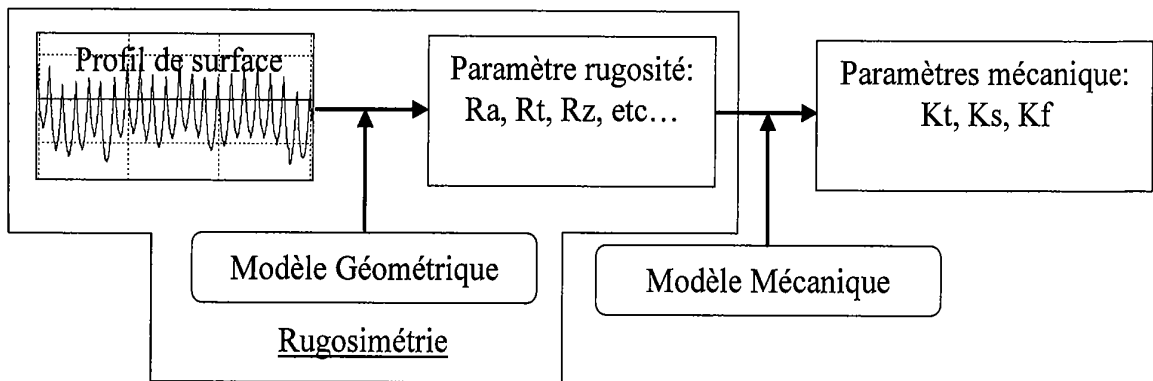 Profil de surface
Paramètre rugosité:
Ra, Rt, Rz, etc…
Paramètres mécanique:
Kt, Ks, Kf
Modèle Géométrique
Modèle Mécanique
Rugosimétrie